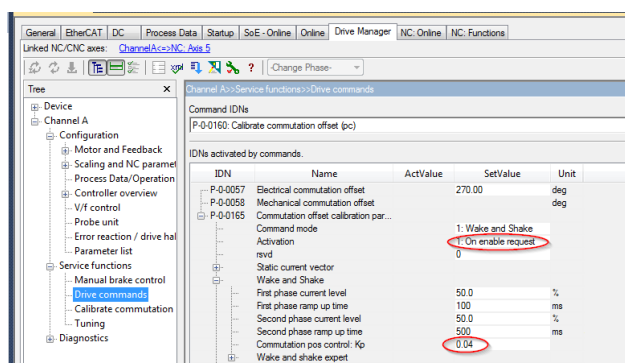 General EtherCAT DC Process Data Startup SoE - Online Online Drive Manager NC: Online NC: Functions
Linked NC/CNC axes: ChannelA<=>NC: Axis 5
-Change Phase-
Tree
Channel A>>Service functions>>Drive commands
Device
Channel A
Configuration
Motor and Feedback
Scaling and NC paramet
Process Data/Operation
Controller overview
V/f control
Probe unit
Error reaction / drive hal
Parameter list
Service functions
Manual brake control
Drive commands
Calibrate commutation
Tuning
Diagnostics
Command IDNs
P-0-0160: Calibrate commutation offset (pc)
IDNs activated by commands.
IDN Name ActValue SetValue Unit
P-0-0057 Electrical commutation offset 270.00 deg
P-0-0058 Mechanical commutation offset deg
P-0-0165 Commutation offset calibration par...
Command mode 1: Wake and Shake
Activation 1: On enable request
rsvd 0
Static current vector
Wake and Shake
First phase current level 50.0 %
First phase ramp up time 100 ms
Second phase current level 50.0 %
Second phase ramp up time 500 ms
Commutation pos control: Kp 0.04
Wake and shake expert